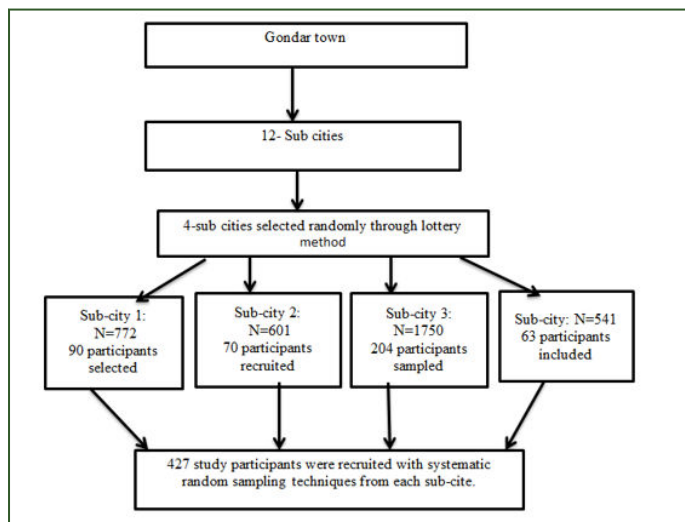 Gondar town
12- Sub cities
4-sub cities selected randomly through lottery
method
Sub-city 1:
N=772
90 participants
selected
Sub-city 2:
N=601
70 participants
recruited
Sub-city 3:
N=1750
204 participants
sampled
Sub-city: N=541
63 participants
included
427 study participants were recruited with systematic
random sampling techniques from each sub-cite.